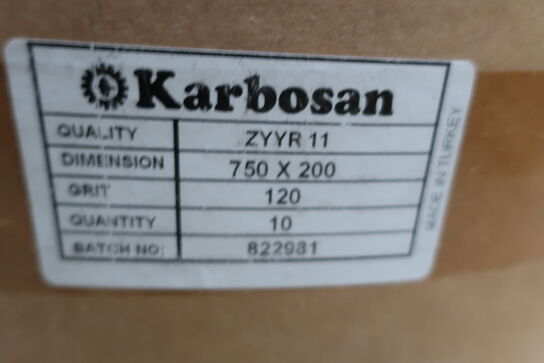 Karbosan
QUALITY ZYYR 11
DIMENSION 750 X 200
GRIT 120
QUANTITY 10
BATCH NO: 822981
MADE IN TURKEY